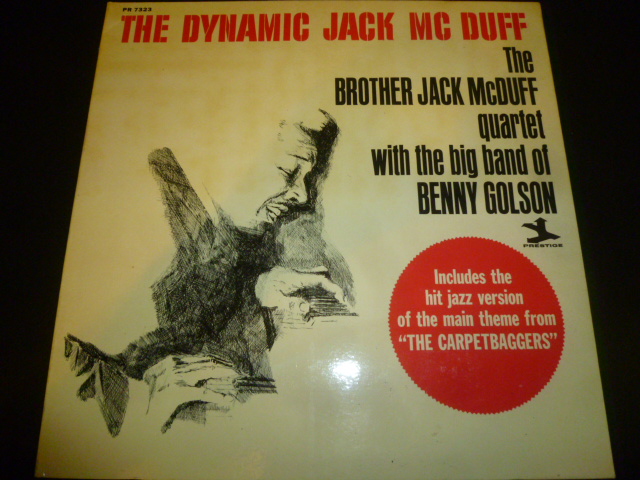 PR 7323
THE DYNAMIC JACK MC DUFF
The
BROTHER JACK McDUFF
quartet
with the big band of
BENNY GOLSON
PRESTIGE
Includes the
hit jazz version
of the main theme from
“THE CARPETBAGGERS”